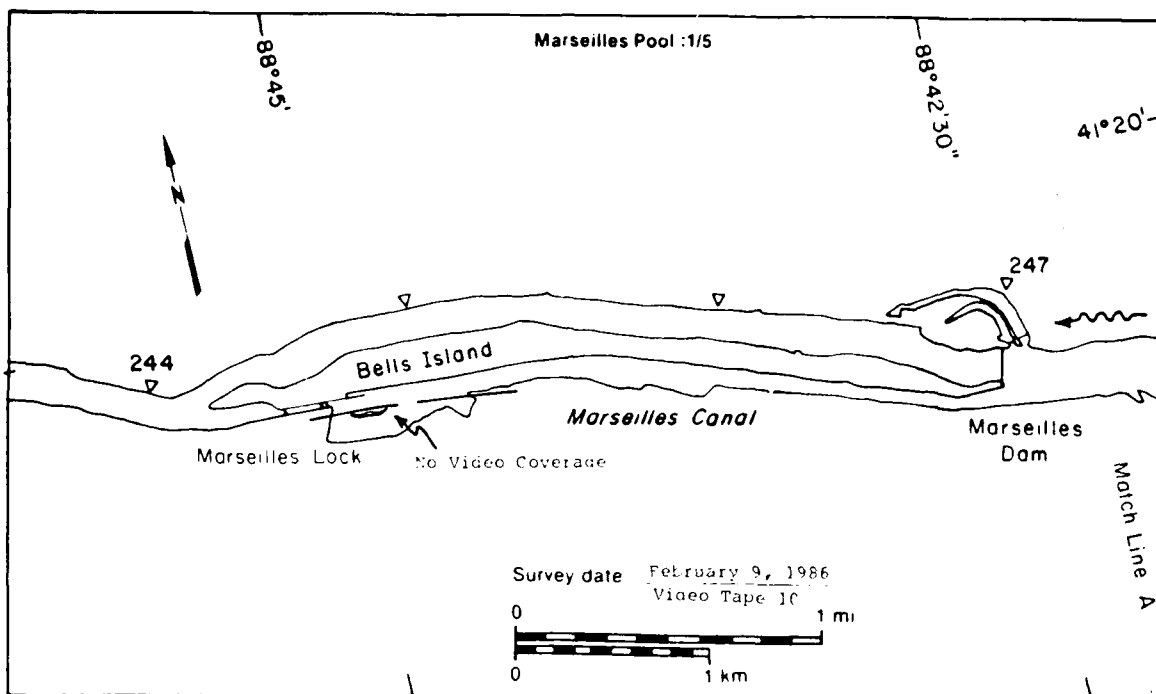 Marseilles Pool :1/5
88°45'
88°42'30"
41°20'
N
247
244
Bells Island
Marseilles Canal
Marseilles Lock
No Video Coverage
Marseilles
Dam
Match Line A
Survey date February 9, 1986
Video Tape 10
0 1 mi
0 1 km